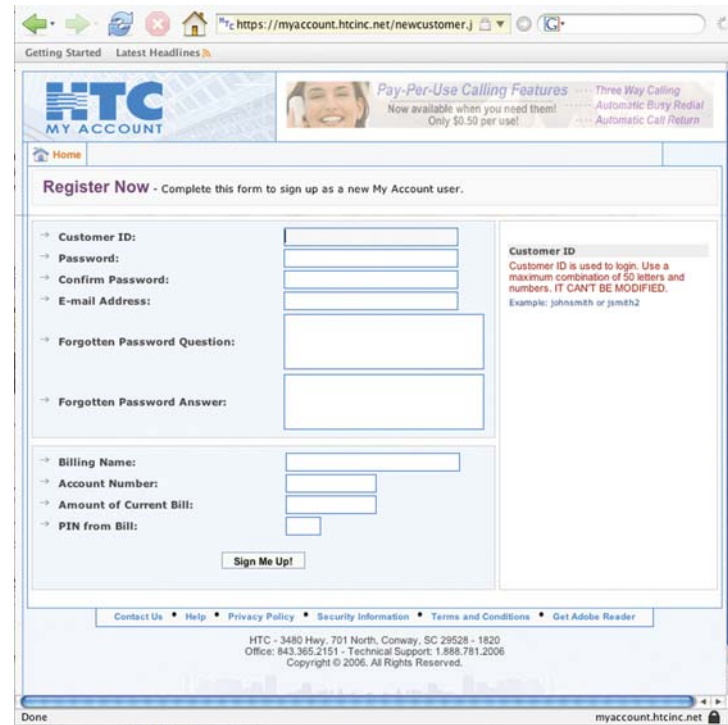 https://myaccount.htcinc.net/newcustomer.j
G
Getting Started Latest Headlines
HTC
MY ACCOUNT
Pay-Per-Use Calling Features
Now available when you need them!
Only $0.50 per use!
Three Way Calling
Automatic Busy Redial
Automatic Call Return
Home
Register Now - Complete this form to sign up as a new My Account user.
Customer ID:
Password:
Confirm Password:
E-mail Address:
Forgotten Password Question:
Forgotten Password Answer:
Customer ID
Customer ID is used to login. Use a
maximum combination of 50 letters and
numbers. IT CAN'T BE MODIFIED.
Example: johnsmith or jsmith2
Billing Name:
Account Number:
Amount of Current Bill:
PIN from Bill:
Sign Me Up!
Contact Us • Help • Privacy Policy • Security Information • Terms and Conditions • Get Adobe Reader
HTC - 3480 Hwy. 701 North, Conway, SC 29528 - 1820
Office: 843.365.2151 - Technical Support: 1.888.781.2006
Copyright © 2006. All Rights Reserved.
Done myaccount.htcinc.net